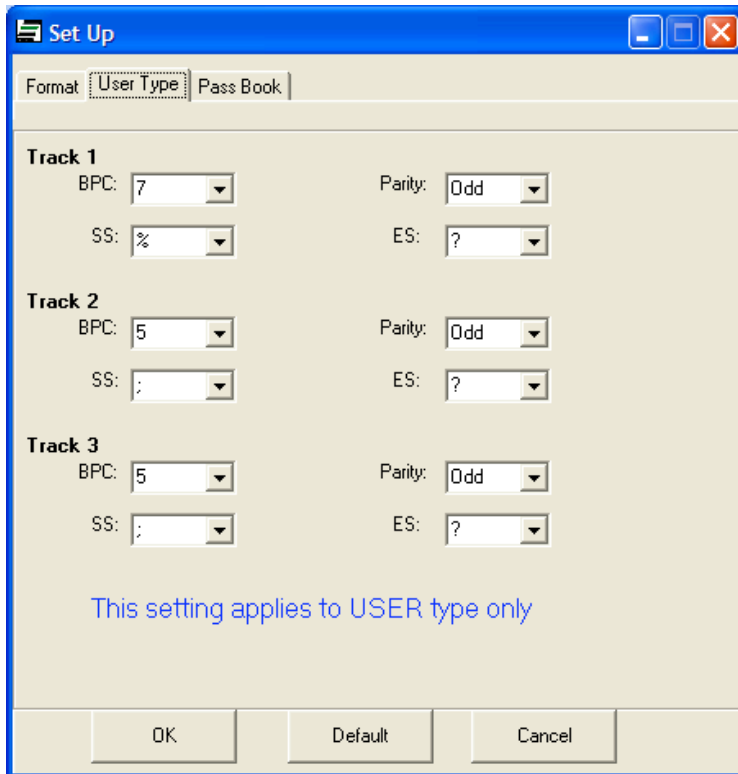 Set Up
Format User Type Pass Book
Track 1
BPC: 7 Parity: Odd
SS: % ES: ?
Track 2
BPC: 5 Parity: Odd
SS: ; ES: ?
Track 3
BPC: 5 Parity: Odd
SS: ; ES: ?
This setting applies to USER type only
OK Default Cancel